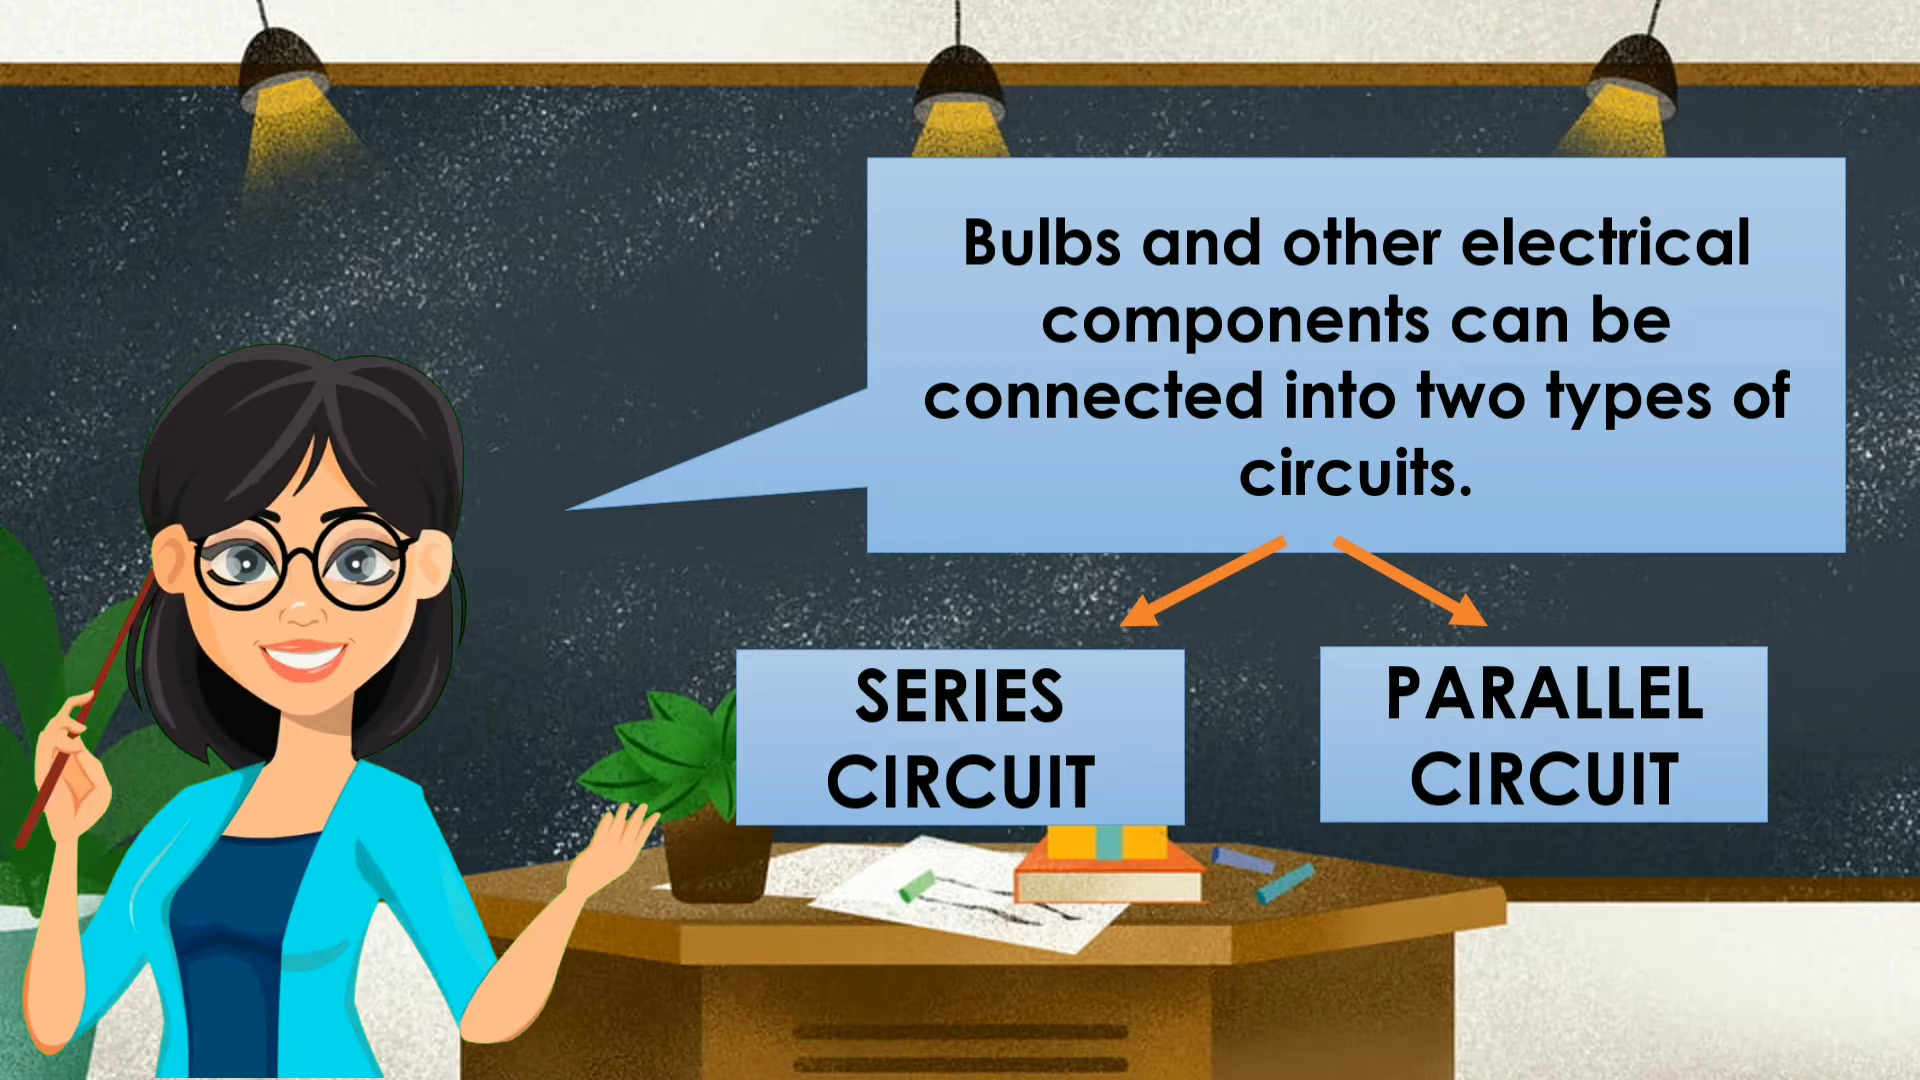 Bulbs and other electrical
components can be
connected into two types of
circuits.
SERIES
CIRCUIT
PARALLEL
CIRCUIT